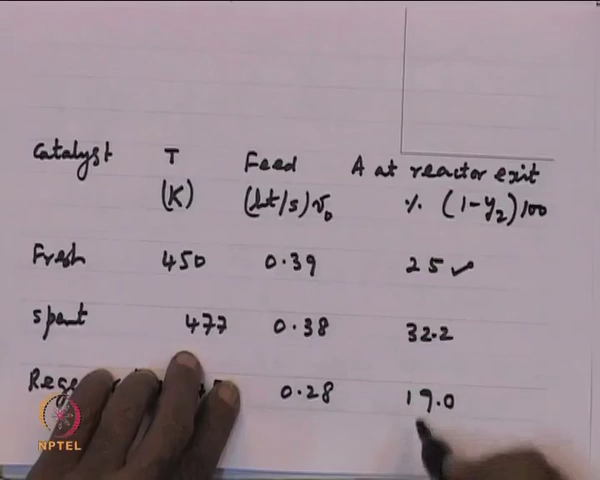 Catalyst T Feed A at reactor exit
(K) (lit/s) v₀ % (1-y₂)100
Fresh 450 0.39 25 ✓
spent 477 0.38 32.2
0.28 19.0
NPTEL